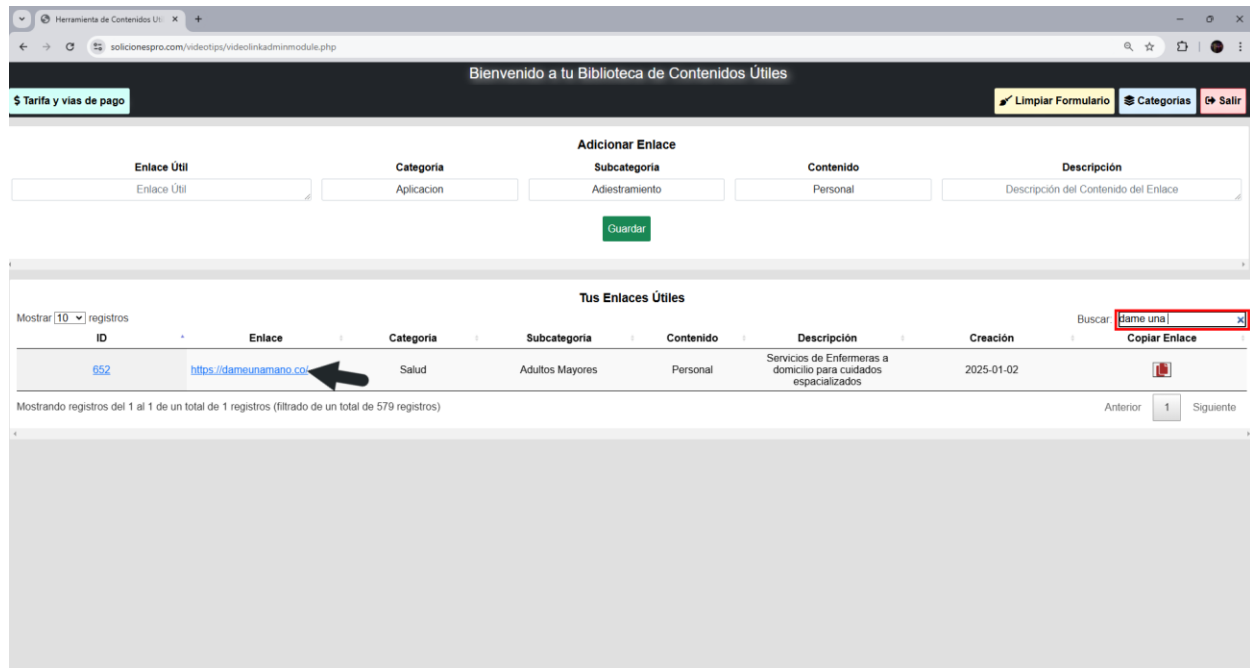 Herramienta de Contenidos Uti
solicionespro.com/videotips/videolinkadminmodule.php
Bienvenido a tu Biblioteca de Contenidos Útiles
$ Tarifa y vias de pago
Limpiar Formulario
Categorias
Salir
Adicionar Enlace
Enlace Útil Categoria Subcategoria Contenido Descripción
Enlace Útil Aplicacion Adiestramiento Personal Descripción del Contenido del Enlace
Guardar
Tus Enlaces Útiles
Mostrar 10 registros
Buscar: dame una
ID Enlace Categoria Subcategoria Contenido Descripción Creación Copiar Enlace
652 https://dameunamano.co/ Salud Adultos Mayores Personal Servicios de Enfermeras a
domicilio para cuidados
espacializados
2025-01-02
Mostrando registros del 1 al 1 de un total de 1 registros (filtrado de un total de 579 registros)
Anterior 1 Siguiente